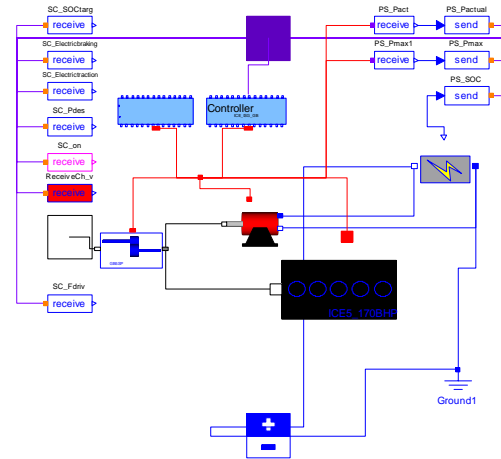 SC_SOCtarg
receive
SC_Electricbraking
receive
SC_Electrictraction
receive
SC_Pdes
receive
SC_on
receive
ReceiveCh_v
receive
SC_Fdriv
receive
PS_Pact
receive
PS_Pactual
send
PS_Pmax1
receive
PS_Pmax
send
PS_SOC
send
Controller
ICE5_170BHP
Ground1